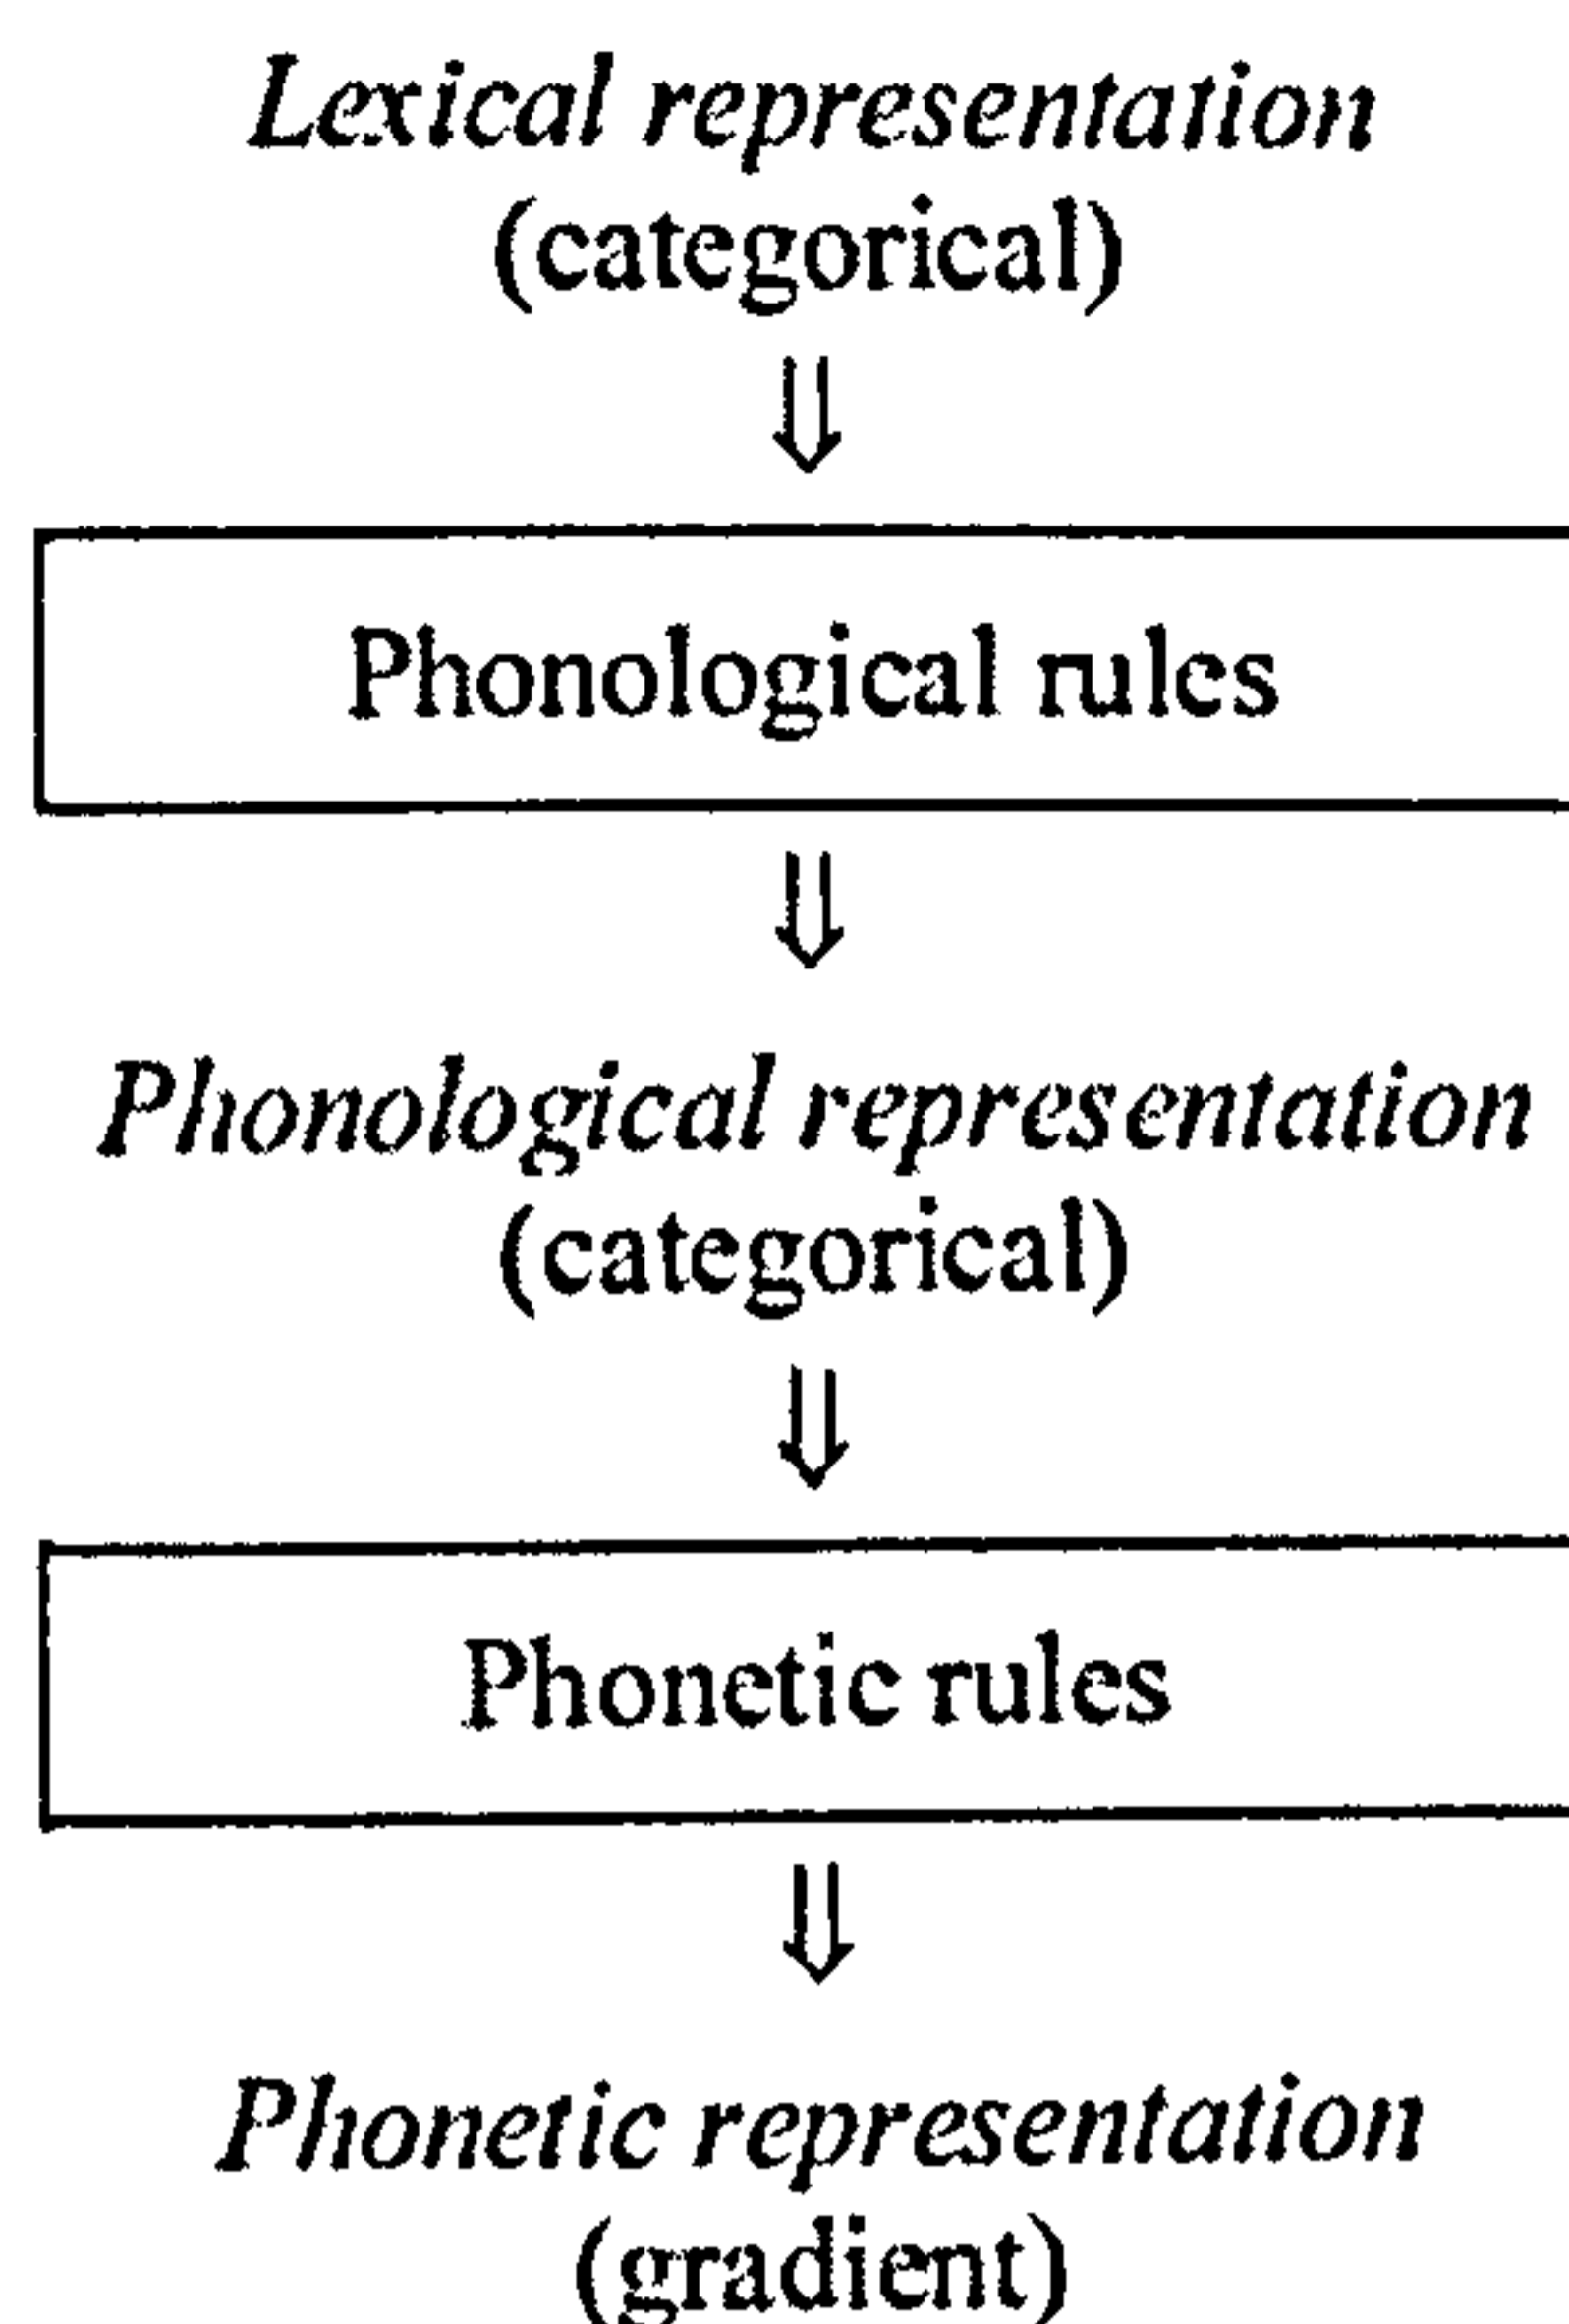 Lexical representation
(categorical)
Phonological rules
Phonological representation
(categorical)
Phonetic rules
Phonetic representation
(gradient)